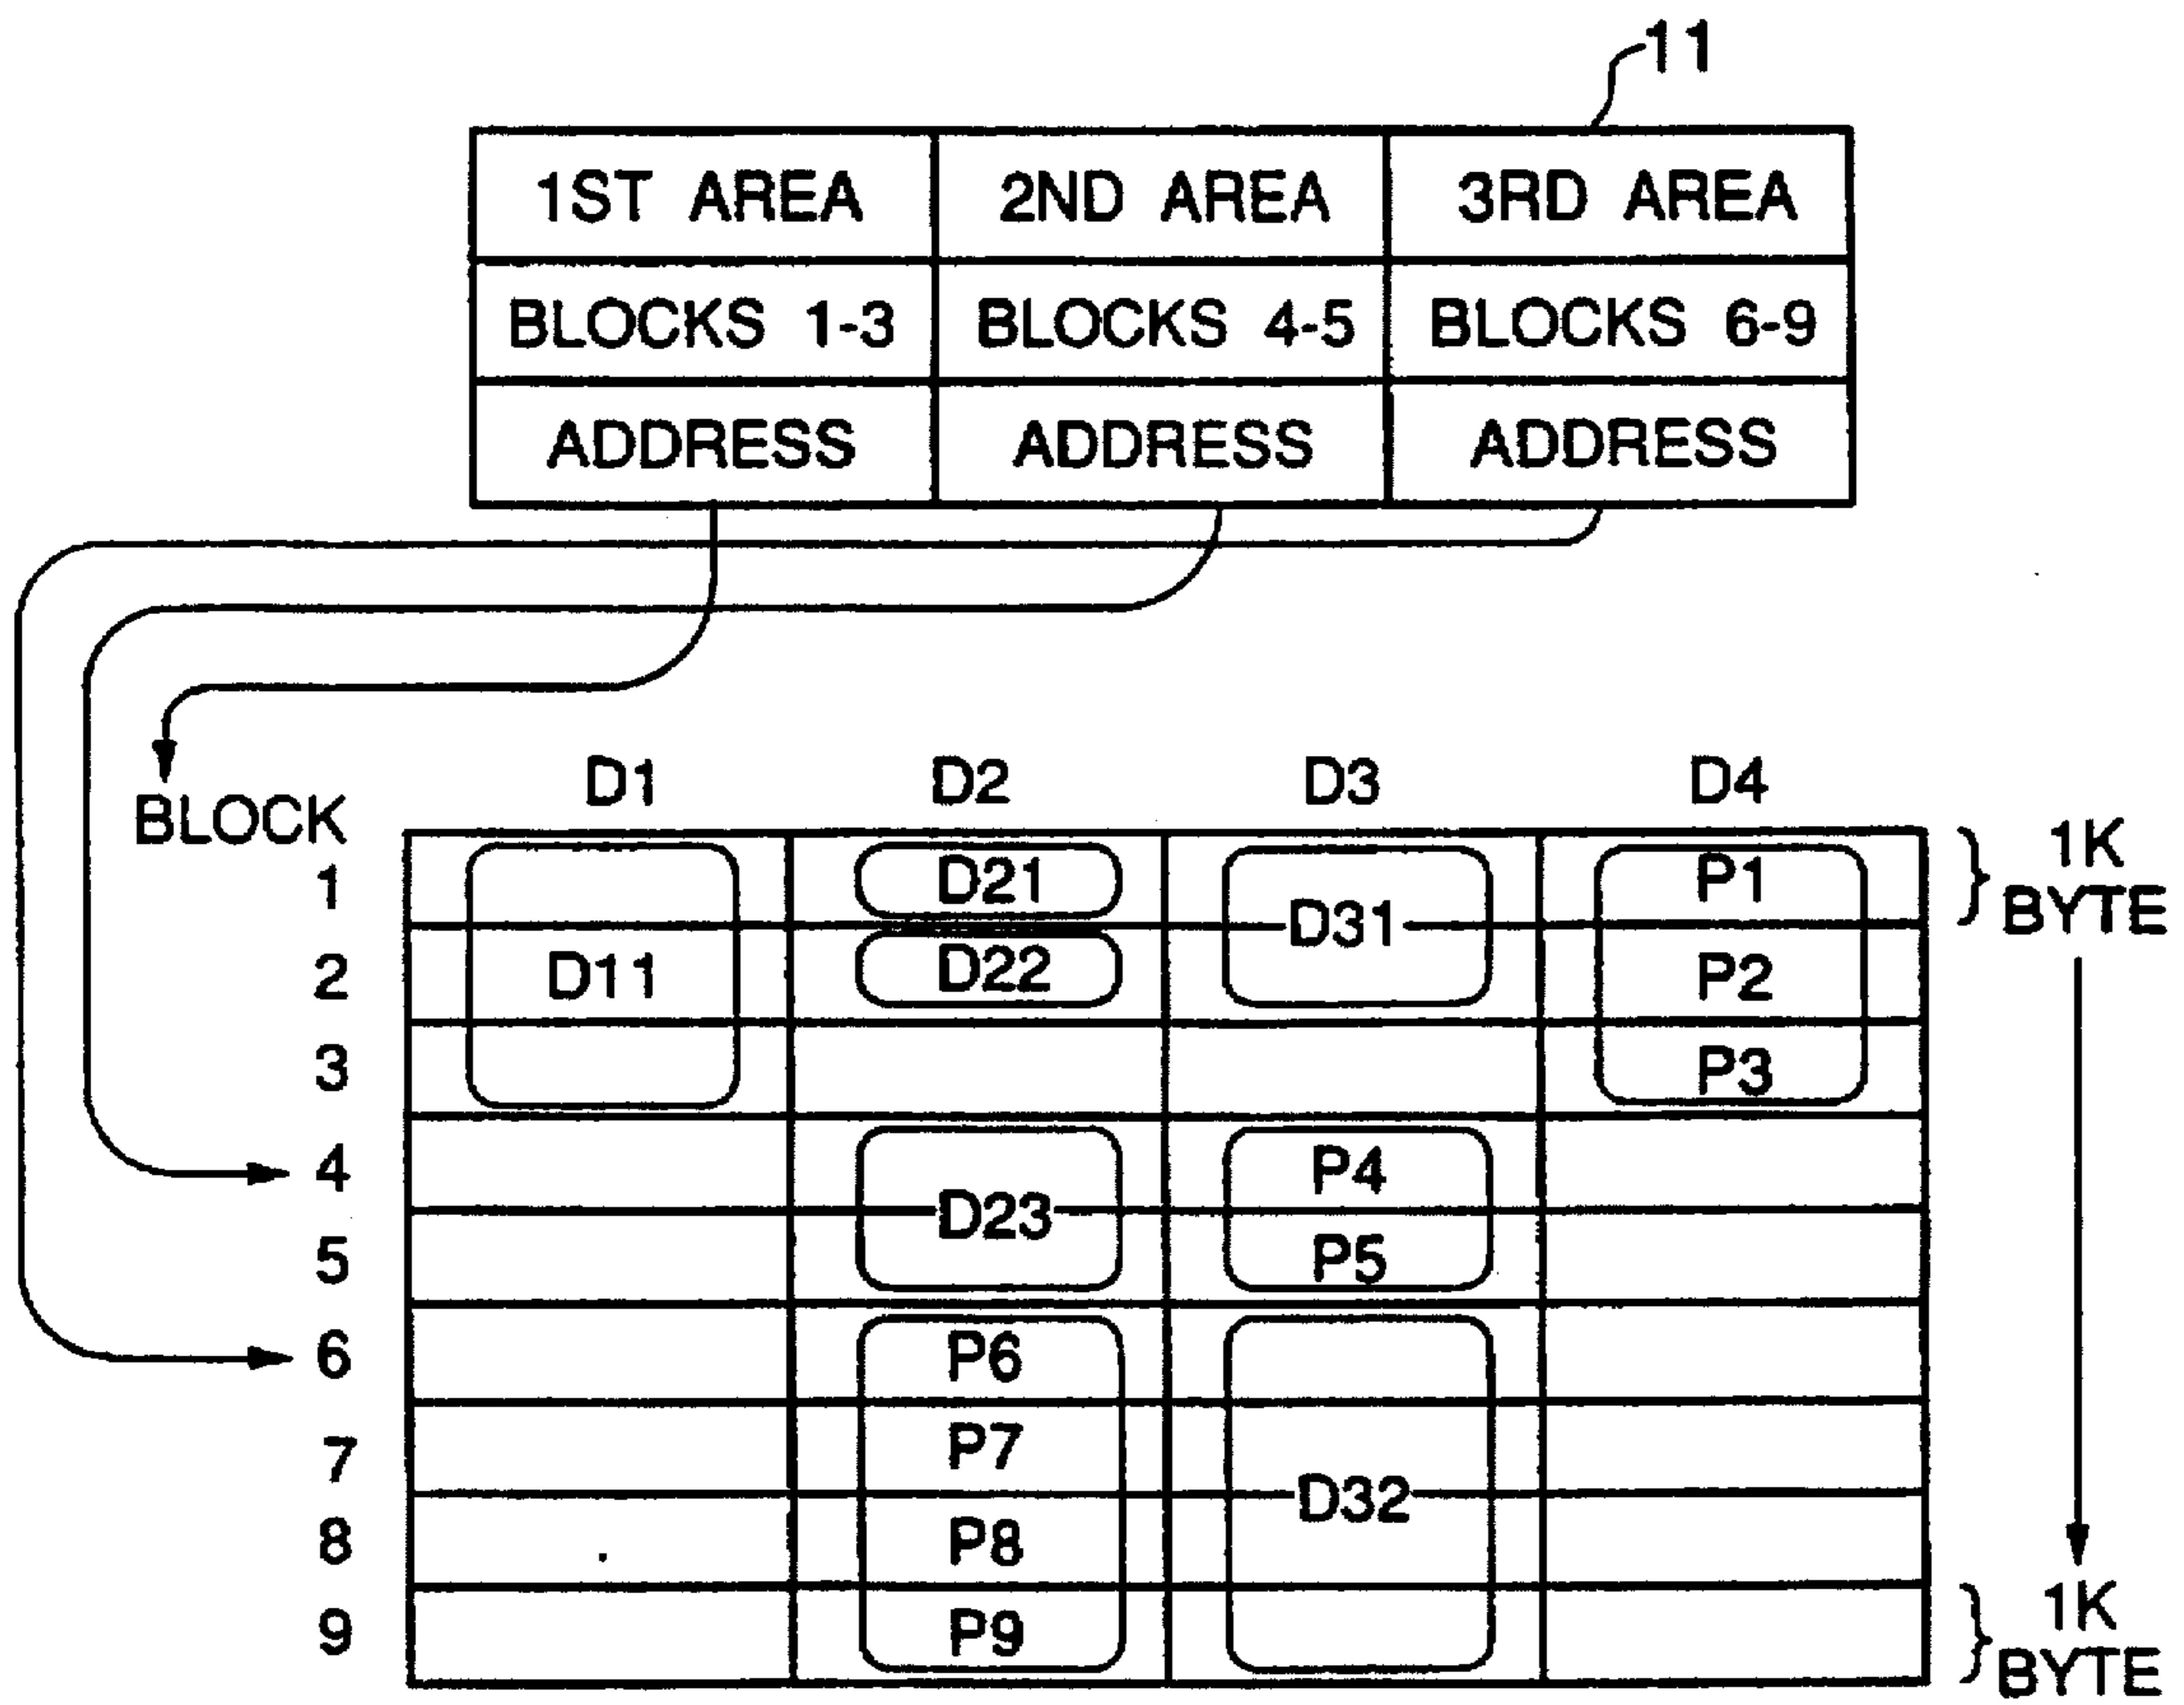 11
1ST AREA 2ND AREA 3RD AREA
BLOCKS 1-3 BLOCKS 4-5 BLOCKS 6-9
ADDRESS ADDRESS ADDRESS
BLOCK D1 D2 D3 D4
1 D21 P1 1K
BYTE
D31
2 D11 D22 P2
3 P3
4 P4
D23
5 P5
6 P6
7 P7
D32
8 P8
9 P9 1K
BYTE